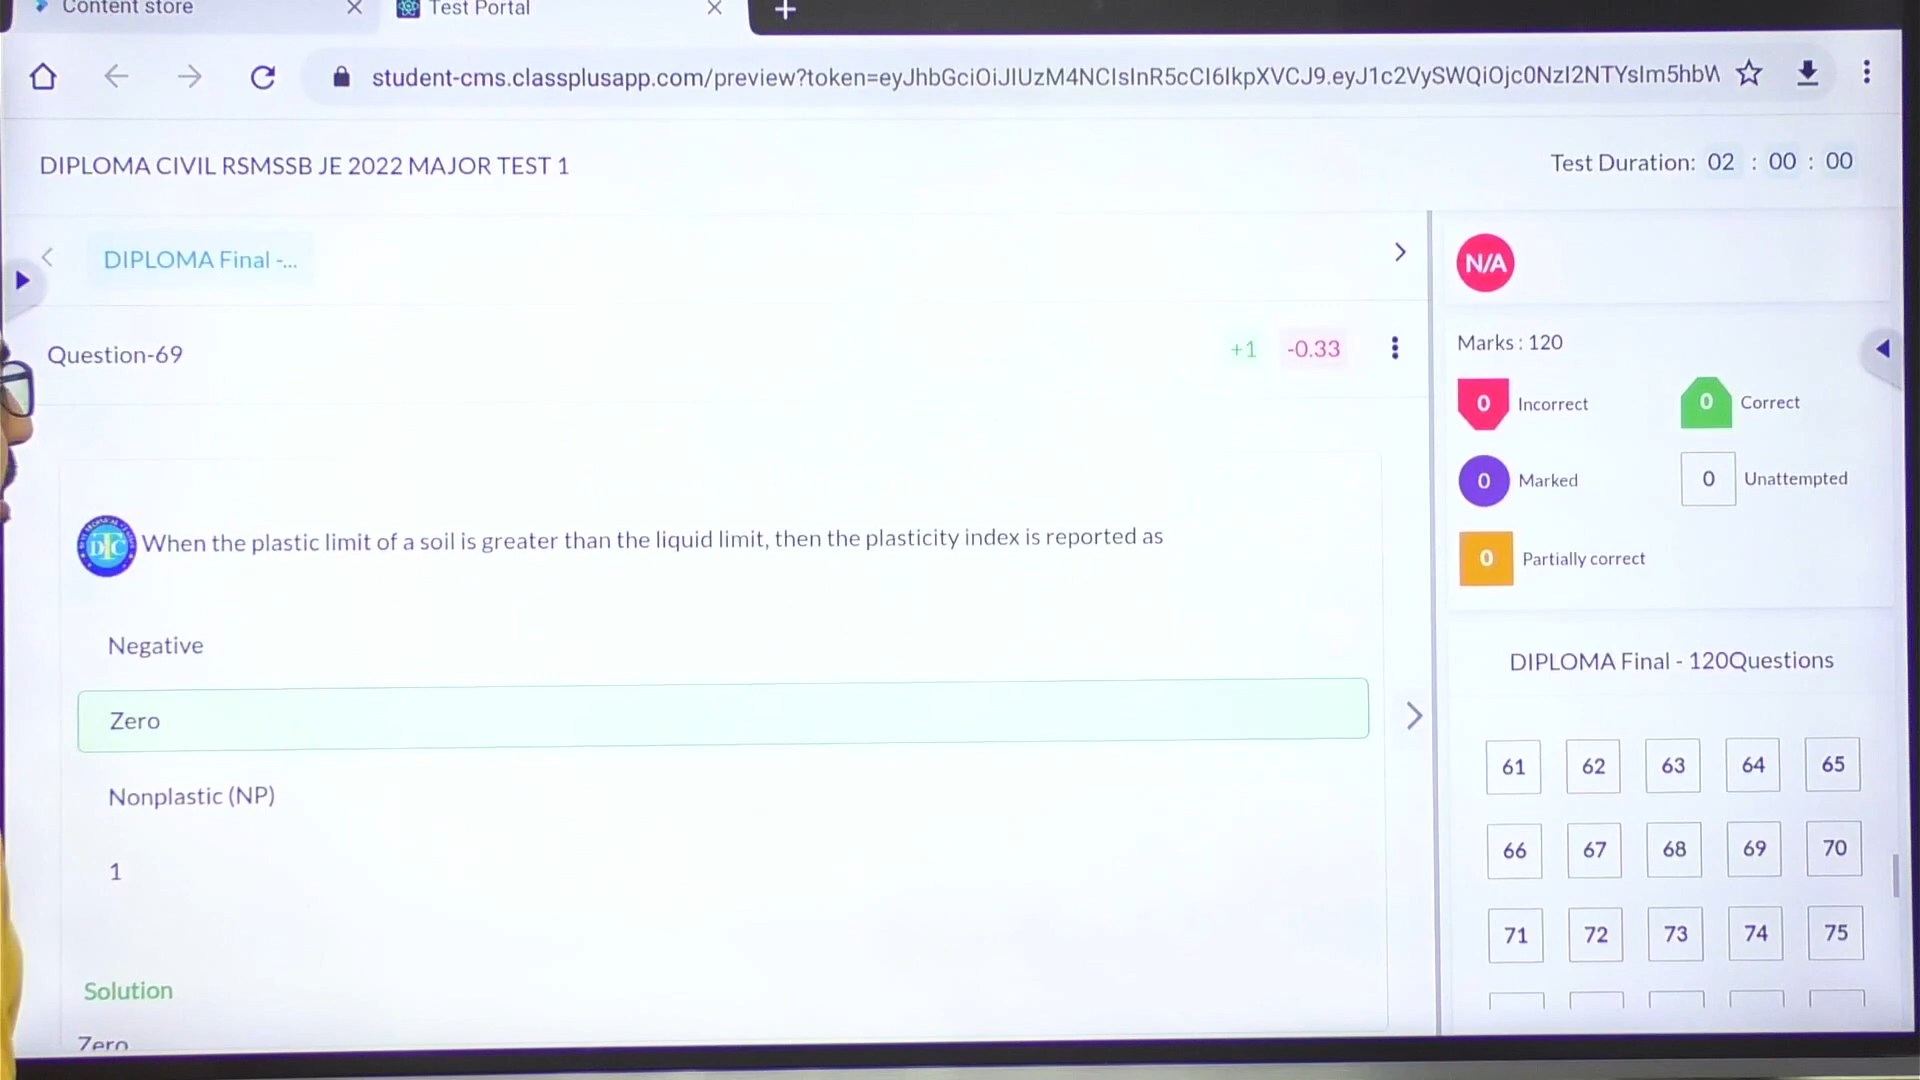 Content store
Test Portal
student-cms.classplusapp.com/preview?token=eyJhbGciOiJIUzM4NCIsInR5cCI6IkpXVCJ9.eyJ1c2VySWQiOjc0NzI2NTYsIm5hbW
DIPLOMA CIVIL RSMSSB JE 2022 MAJOR TEST 1
Test Duration: 02 : 00 : 00
DIPLOMA Final -...
N/A
Question-69
+1 -0.33
Marks : 120
0 Incorrect
0 Correct
0 Marked
0 Unattempted
0 Partially correct
DTC
When the plastic limit of a soil is greater than the liquid limit, then the plasticity index is reported as
Negative
Zero
Nonplastic (NP)
1
Solution
Zero
DIPLOMA Final - 120Questions
61 62 63 64 65
66 67 68 69 70
71 72 73 74 75